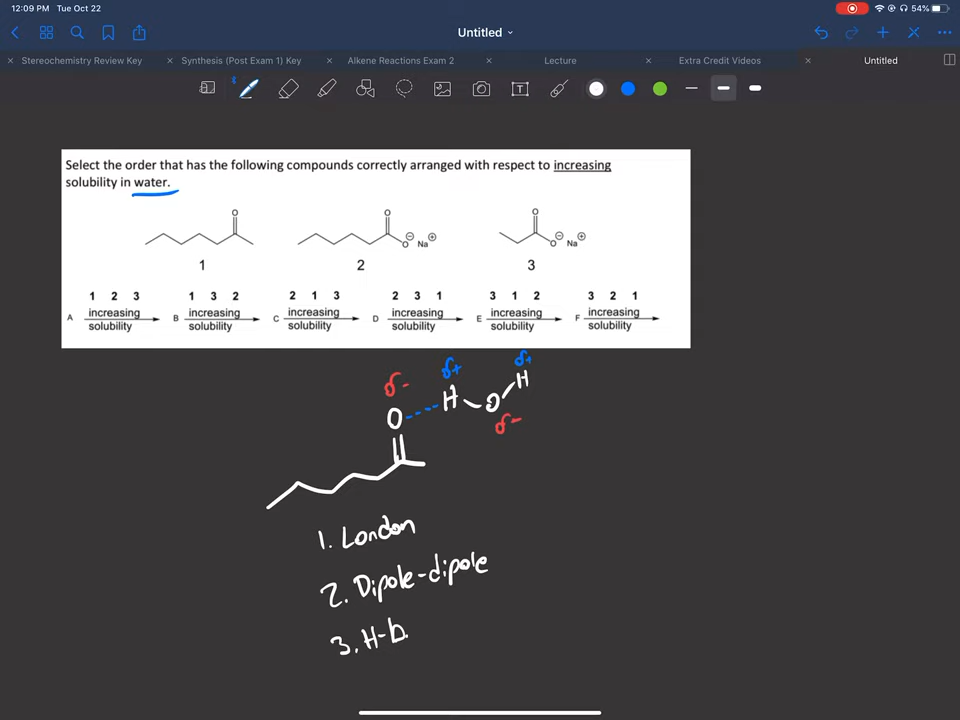 12:09 PM Tue Oct 22
54%
Untitled
Stereochemistry Review Key
Synthesis (Post Exam 1) Key
Alkene Reactions Exam 2
Lecture
Extra Credit Videos
Untitled
Select the order that has the following compounds correctly arranged with respect to increasing
solubility in water.
O
O
O
O⊖ Na⊕
O⊖ Na⊕
1
2
3
1 2 3
1 3 2
2 1 3
2 3 1
3 1 2
3 2 1
A increasing solubility
B increasing solubility
C increasing solubility
D increasing solubility
E increasing solubility
F increasing solubility
δ- δ+ δ+
O H O H
δ-
1. London
2. Dipole-dipole
3. H-b.